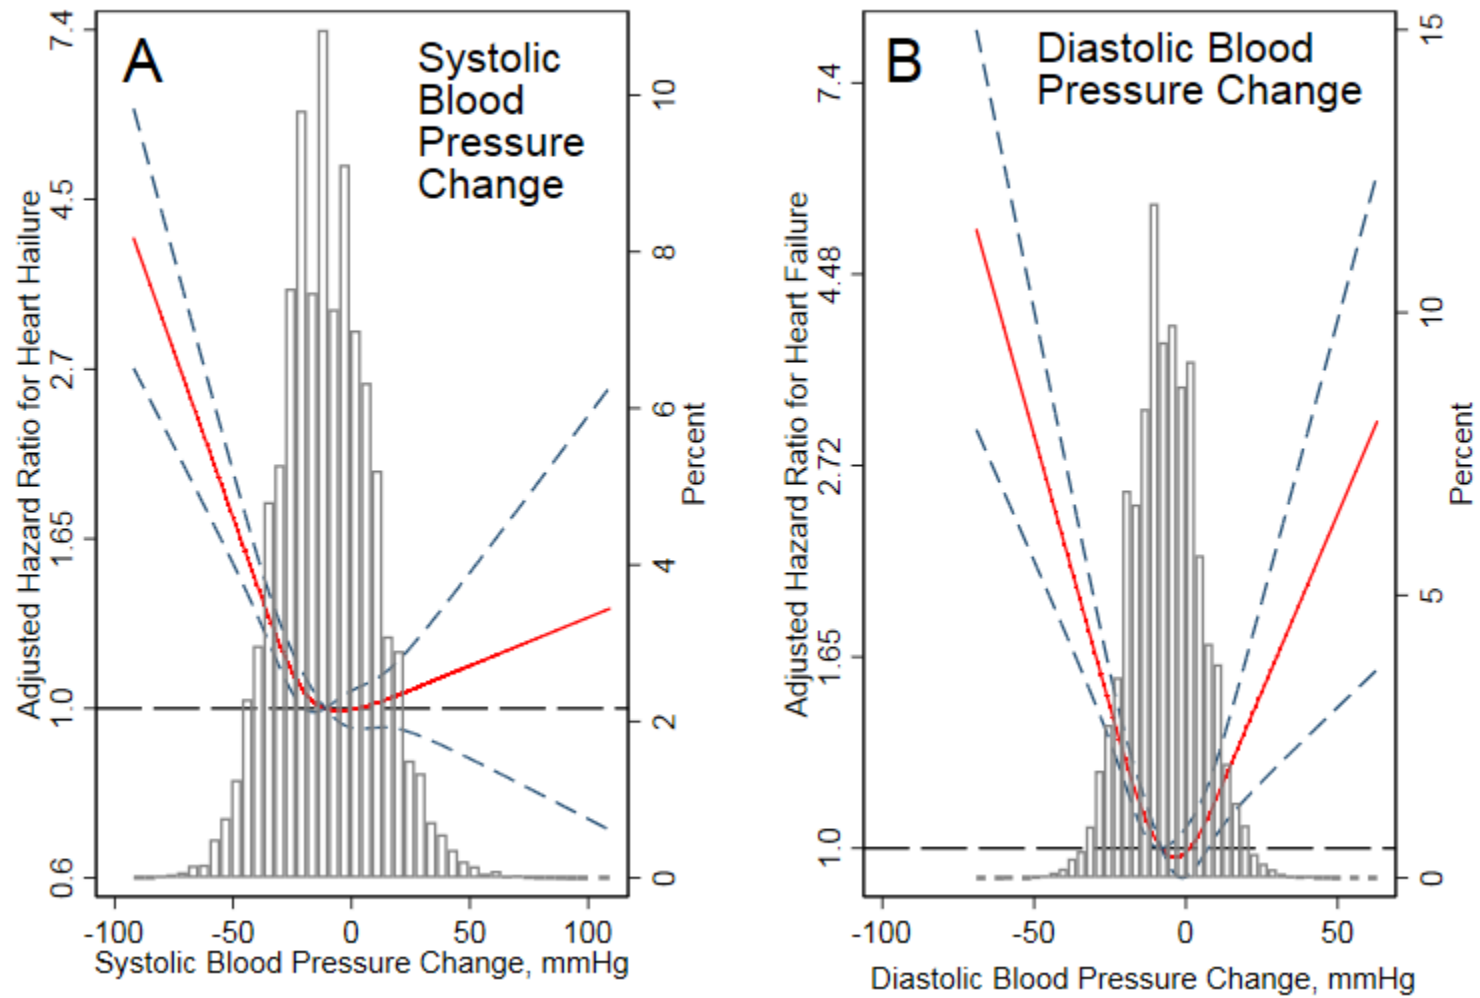 A
Systolic
Blood
Pressure
Change
Adjusted Hazard Ratio for Heart Hailure
7.4
4.5
2.7
1.65
1.0
0.6
10
8
6
4
2
0
Percent
-100 -50 0 50 100
Systolic Blood Pressure Change, mmHg
B
Diastolic Blood
Pressure Change
Adjusted Hazard Ratio for Heart Failure
7.4
4.48
2.72
1.65
1.0
15
10
5
0
Percent
-100 -50 0 50
Diastolic Blood Pressure Change, mmHg